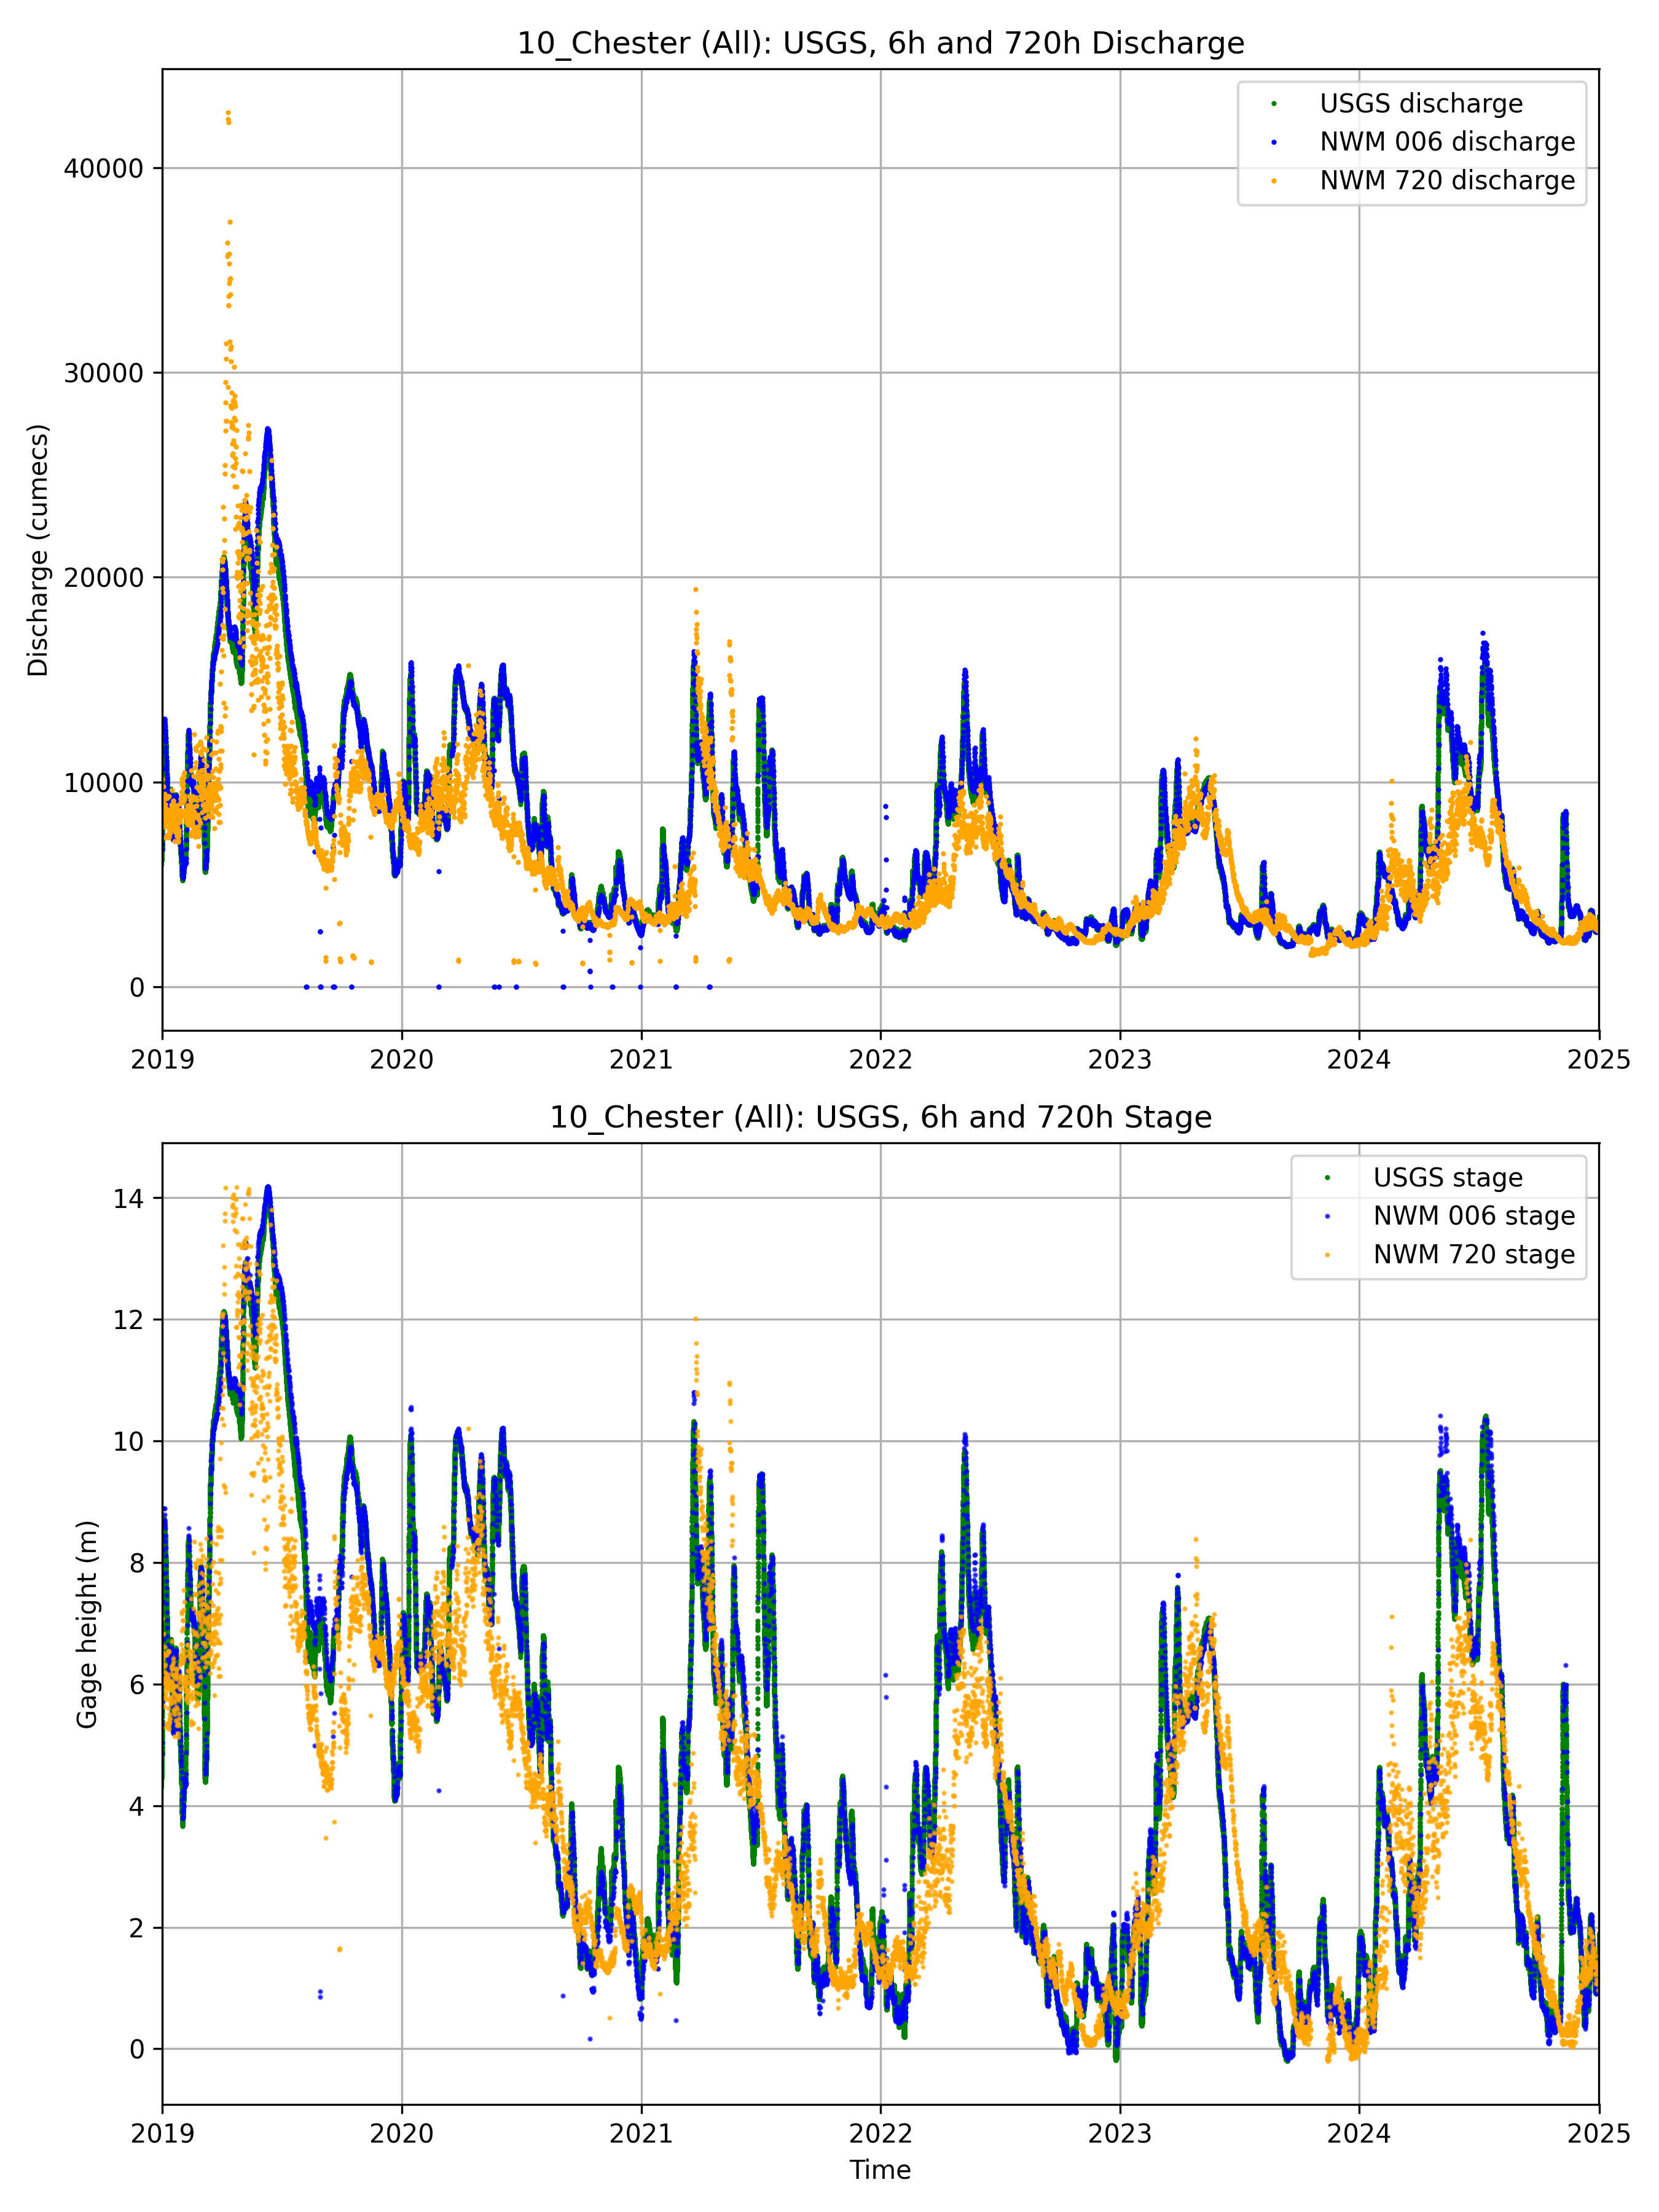 10_Chester (All): USGS, 6h and 720h Discharge
USGS discharge
NWM 006 discharge
NWM 720 discharge
Discharge (cumecs)
40000
30000
20000
10000
0
2019 2020 2021 2022 2023 2024 2025
10_Chester (All): USGS, 6h and 720h Stage
USGS stage
NWM 006 stage
NWM 720 stage
Gage height (m)
14
12
10
8
6
4
2
0
2019 2020 2021 2022 2023 2024 2025
Time